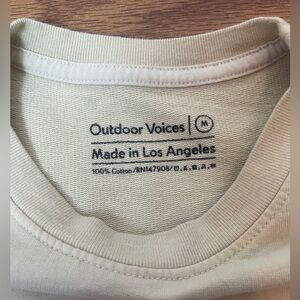 Outdoor Voices | M
Made in Los Angeles
100% Cotton / RN147908 /